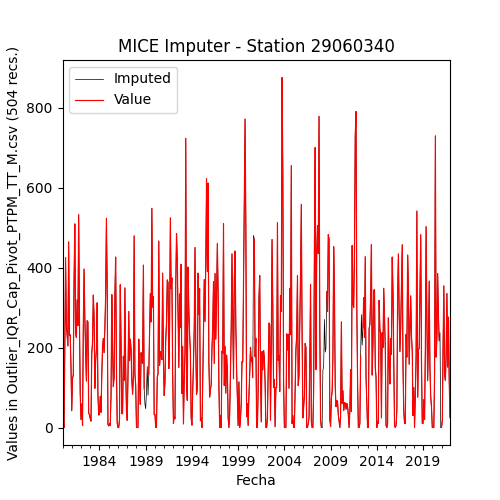 MICE Imputer - Station 29060340
Imputed
Value
Values in Outlier_IQR_Cap_Pivot_PTPM_TT_M.csv (504 recs.)
800
600
400
200
0
1984 1989 1994 1999 2004 2009 2014 2019
Fecha